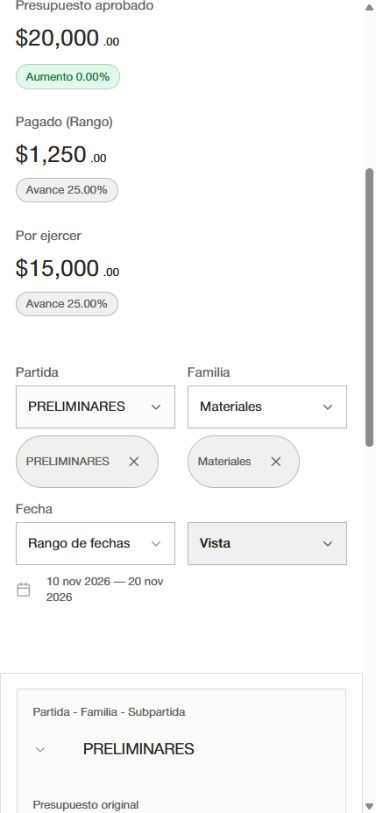 Presupuesto aprobado
$20,000 .00
Aumento 0.00%
Pagado (Rango)
$1,250 .00
Avance 25.00%
Por ejercer
$15,000 .00
Avance 25.00%
Partida
Familia
PRELIMINARES
Materiales
PRELIMINARES
Materiales
Fecha
Rango de fechas
Vista
10 nov 2026 — 20 nov
2026
Partida - Familia - Subpartida
PRELIMINARES
Presupuesto original